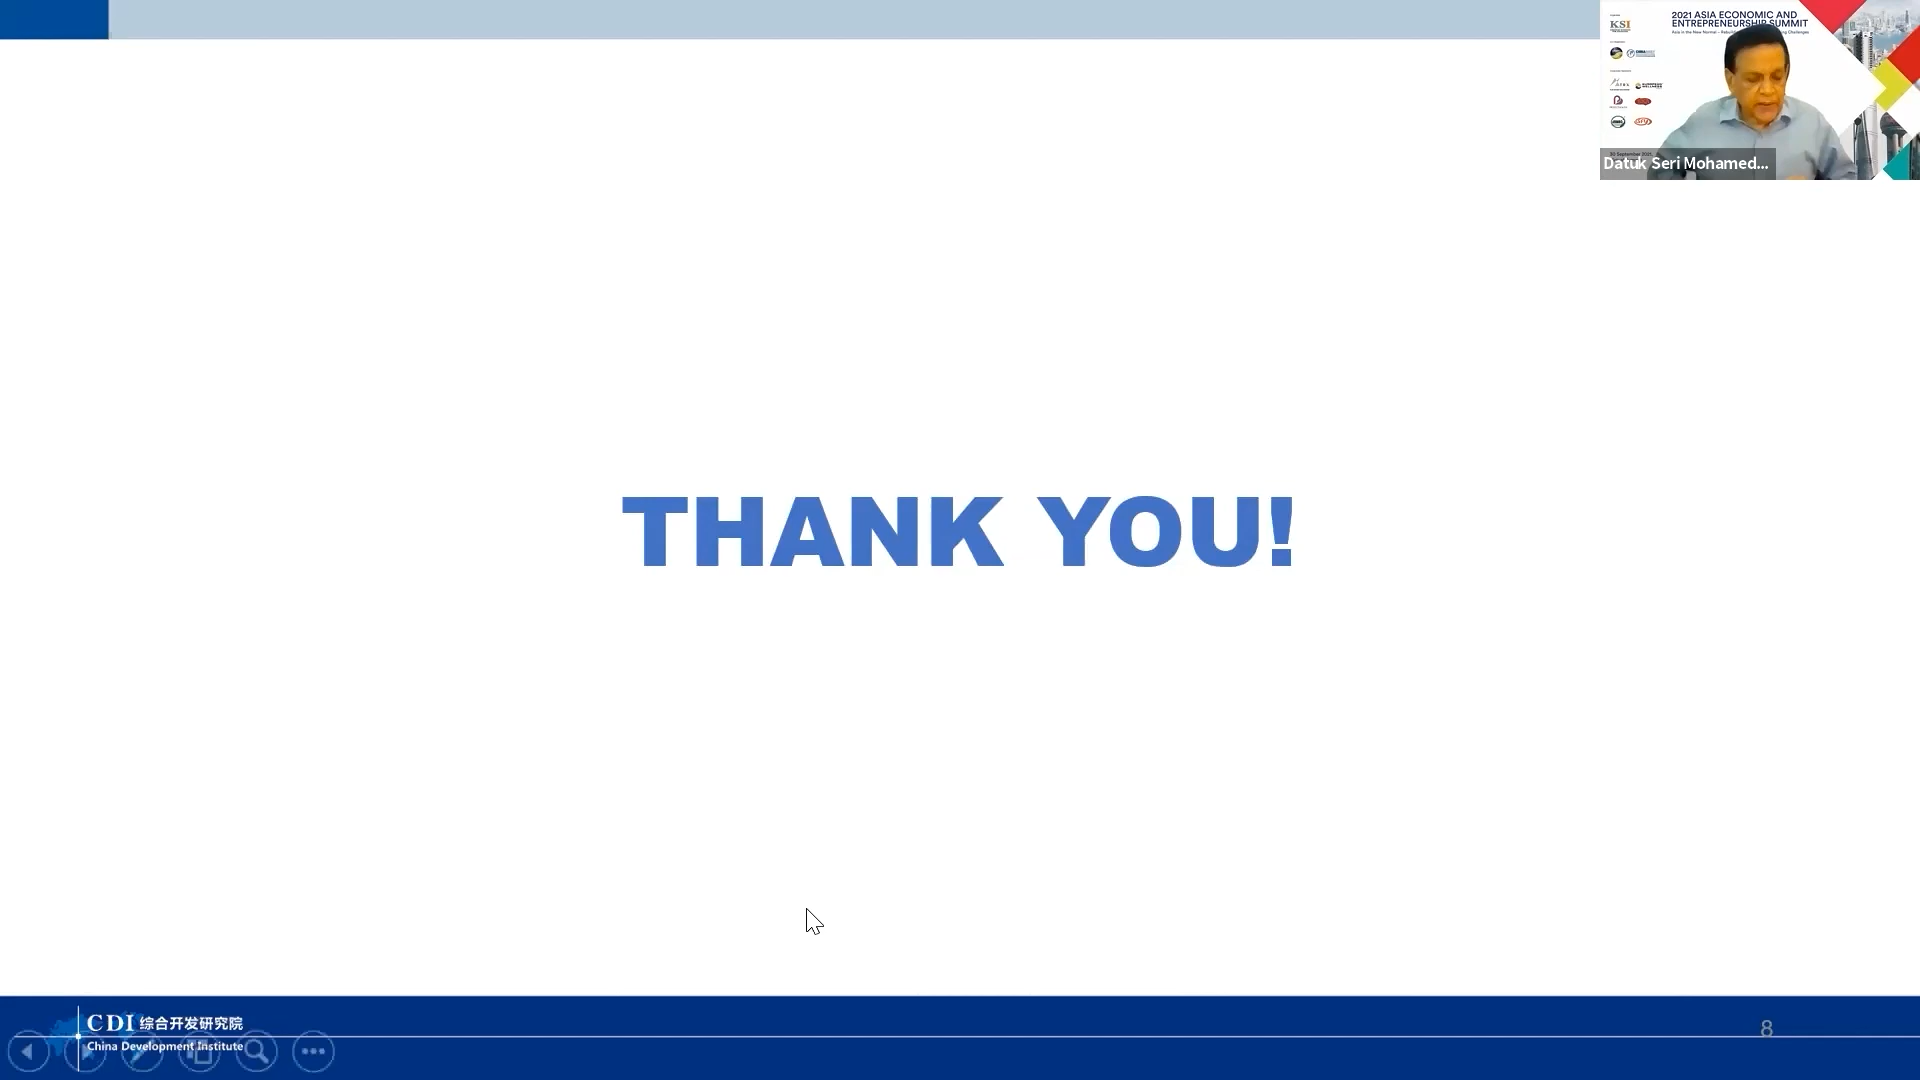 2021 ASIA ECONOMIC AND
ENTREPRENEURSHIP SUMMIT
KSI
Datuk Seri Mohamed...
THANK YOU!
CDI 综合开发研究院
China Development Institute
8